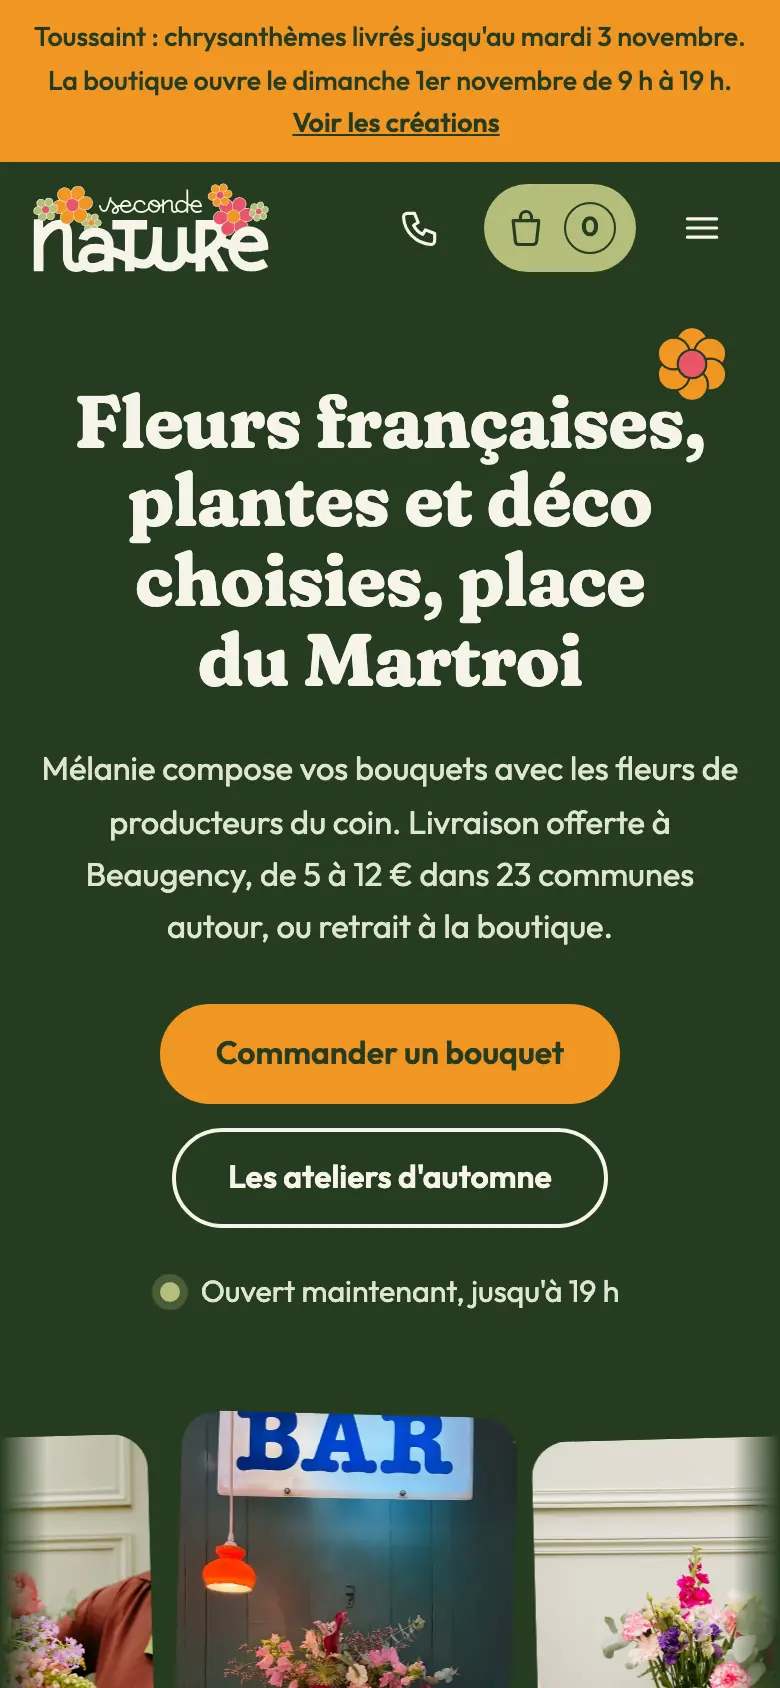 Toussaint : chrysanthèmes livrés jusqu'au mardi 3 novembre.
La boutique ouvre le dimanche 1er novembre de 9 h à 19 h.
Voir les créations
seconde
naTURe
0
Fleurs françaises,
plantes et déco
choisies, place
du Martroi
Mélanie compose vos bouquets avec les fleurs de
producteurs du coin. Livraison offerte à
Beaugency, de 5 à 12 € dans 23 communes
autour, ou retrait à la boutique.
Commander un bouquet
Les ateliers d'automne
Ouvert maintenant, jusqu'à 19 h
BAR